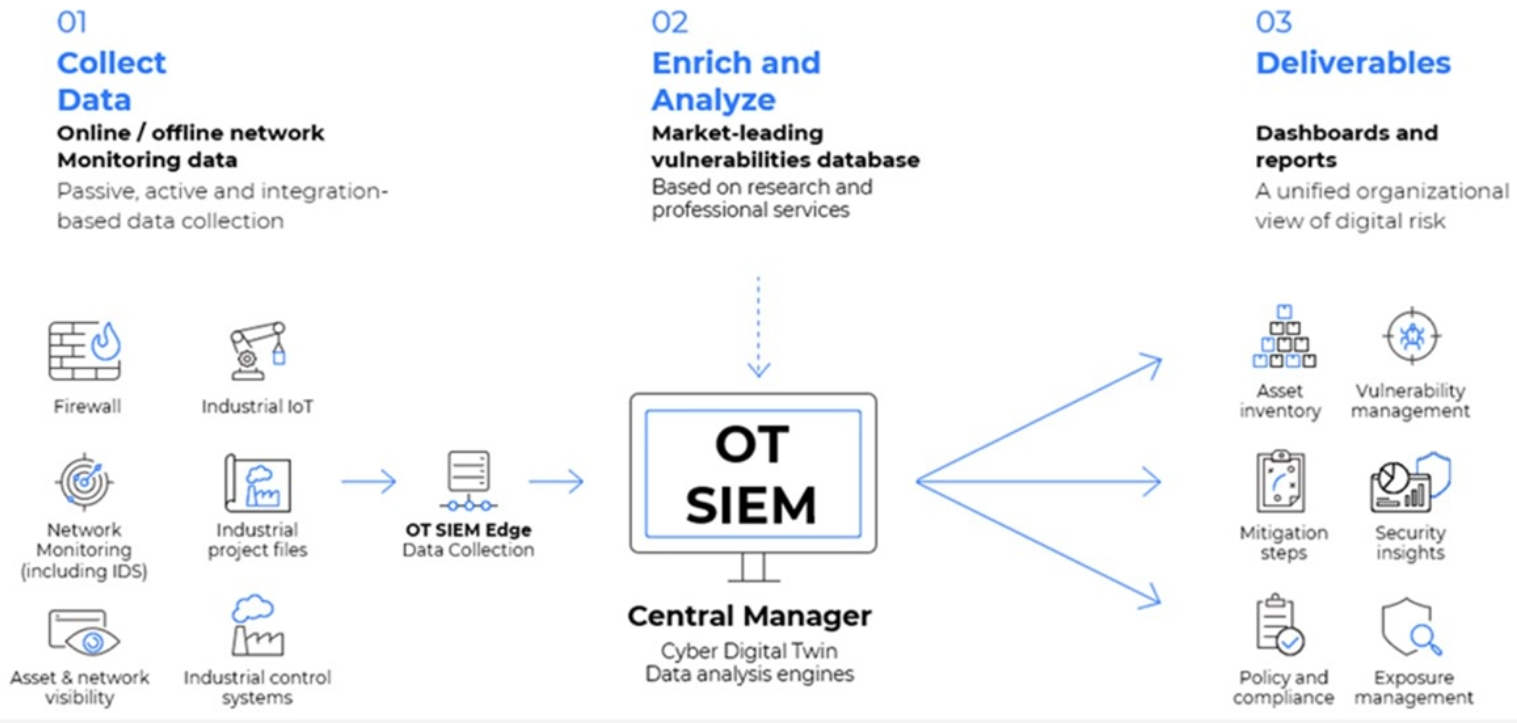 01
Collect
Data
Online / offline network
Monitoring data
Passive, active and integration-
based data collection
02
Enrich and
Analyze
Market-leading
vulnerabilities database
Based on research and
professional services
03
Deliverables
Dashboards and
reports
A unified organizational
view of digital risk
Firewall
Industrial IoT
Network
Monitoring
(including IDS)
Industrial
project files
Asset & network
visibility
Industrial control
systems
OT SIEM Edge
Data Collection
OT
SIEM
Central Manager
Cyber Digital Twin
Data analysis engines
Asset
inventory
Vulnerability
management
Mitigation
steps
Security
insights
Policy and
compliance
Exposure
management